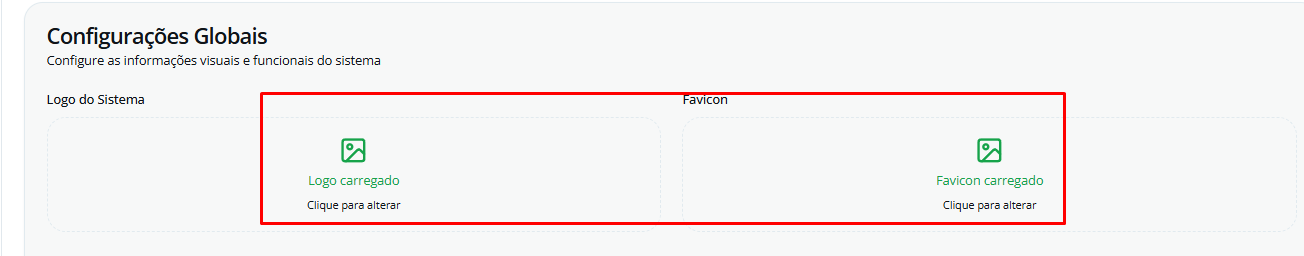 Configurações Globais
Configure as informações visuais e funcionais do sistema
Logo do Sistema
Favicon
Logo carregado
Clique para alterar
Favicon carregado
Clique para alterar